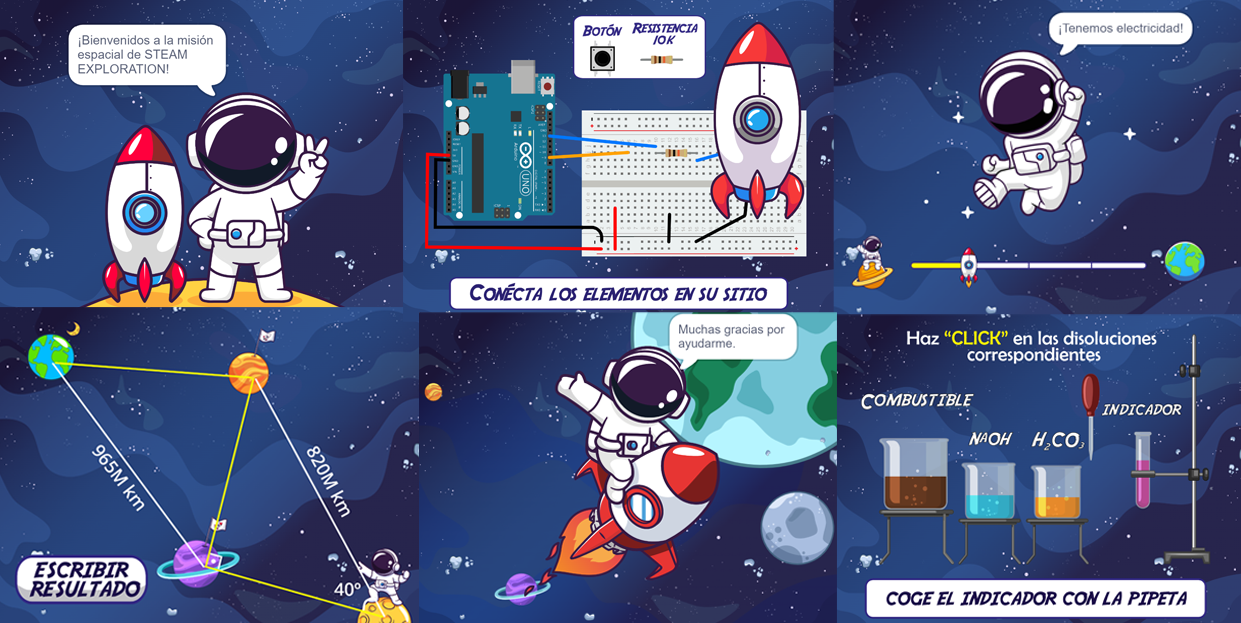 ¡Bienvenidos a la misión
espacial de STEAM
EXPLORATION!
BOTÓN
RESISTENCIA
10K
UNO
CONÉCTA LOS ELEMENTOS EN SU SITIO
¡Tenemos electricidad!
965M km
820M km
40º
ESCRIBIR
RESULTADO
Muchas gracias por
ayudarme.
Haz “CLICK” en las disoluciones
correspondientes
COMBUSTIBLE
NAOH
H₂CO₃
INDICADOR
COGE EL INDICADOR CON LA PIPETA